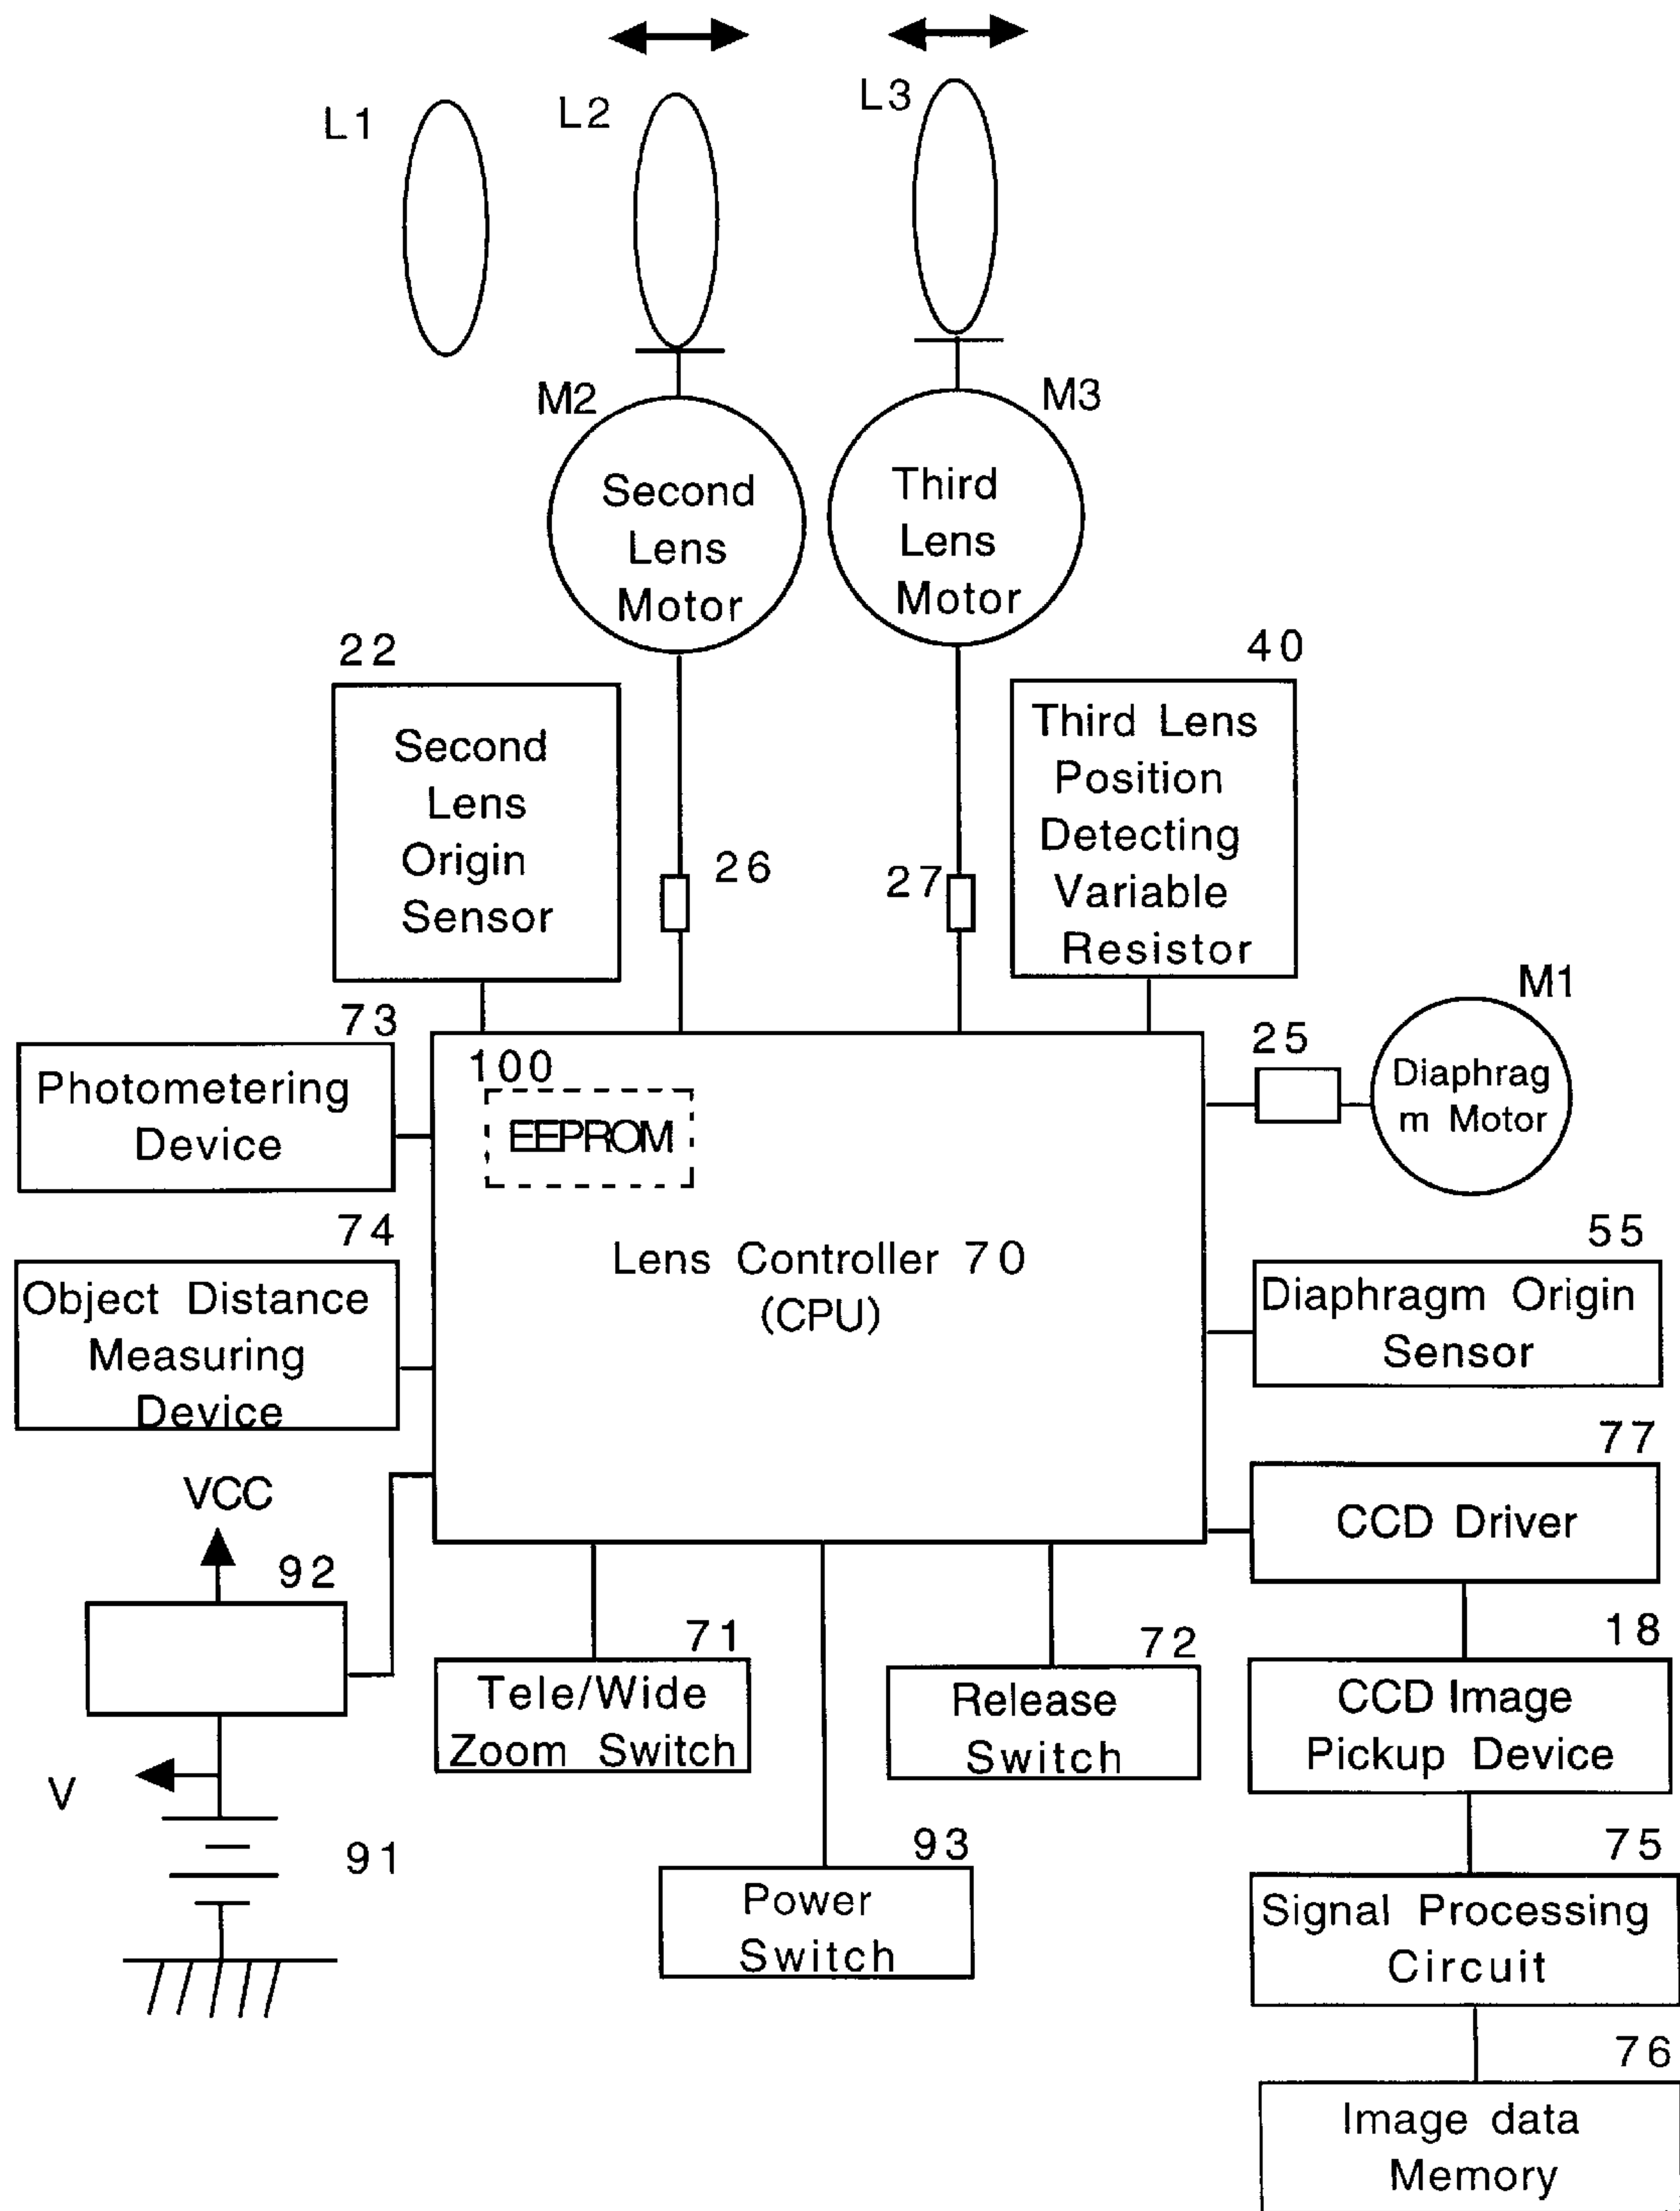 L1
L2
L3
M2
M3
Second
Lens
Motor
Third
Lens
Motor
22
40
Second
Lens
Origin
Sensor
Third Lens
Position
Detecting
Variable
Resistor
26
27
M1
73
100
25
Photometering
Device
EEPROM
Diaphrag
m Motor
74
55
Object Distance
Measuring
Device
Lens Controller 70
(CPU)
Diaphragm Origin
Sensor
77
VCC
CCD Driver
92
71
72
18
Tele/Wide
Zoom Switch
Release
Switch
CCD Image
Pickup Device
V
91
93
75
Power
Switch
Signal Processing
Circuit
76
Image data
Memory